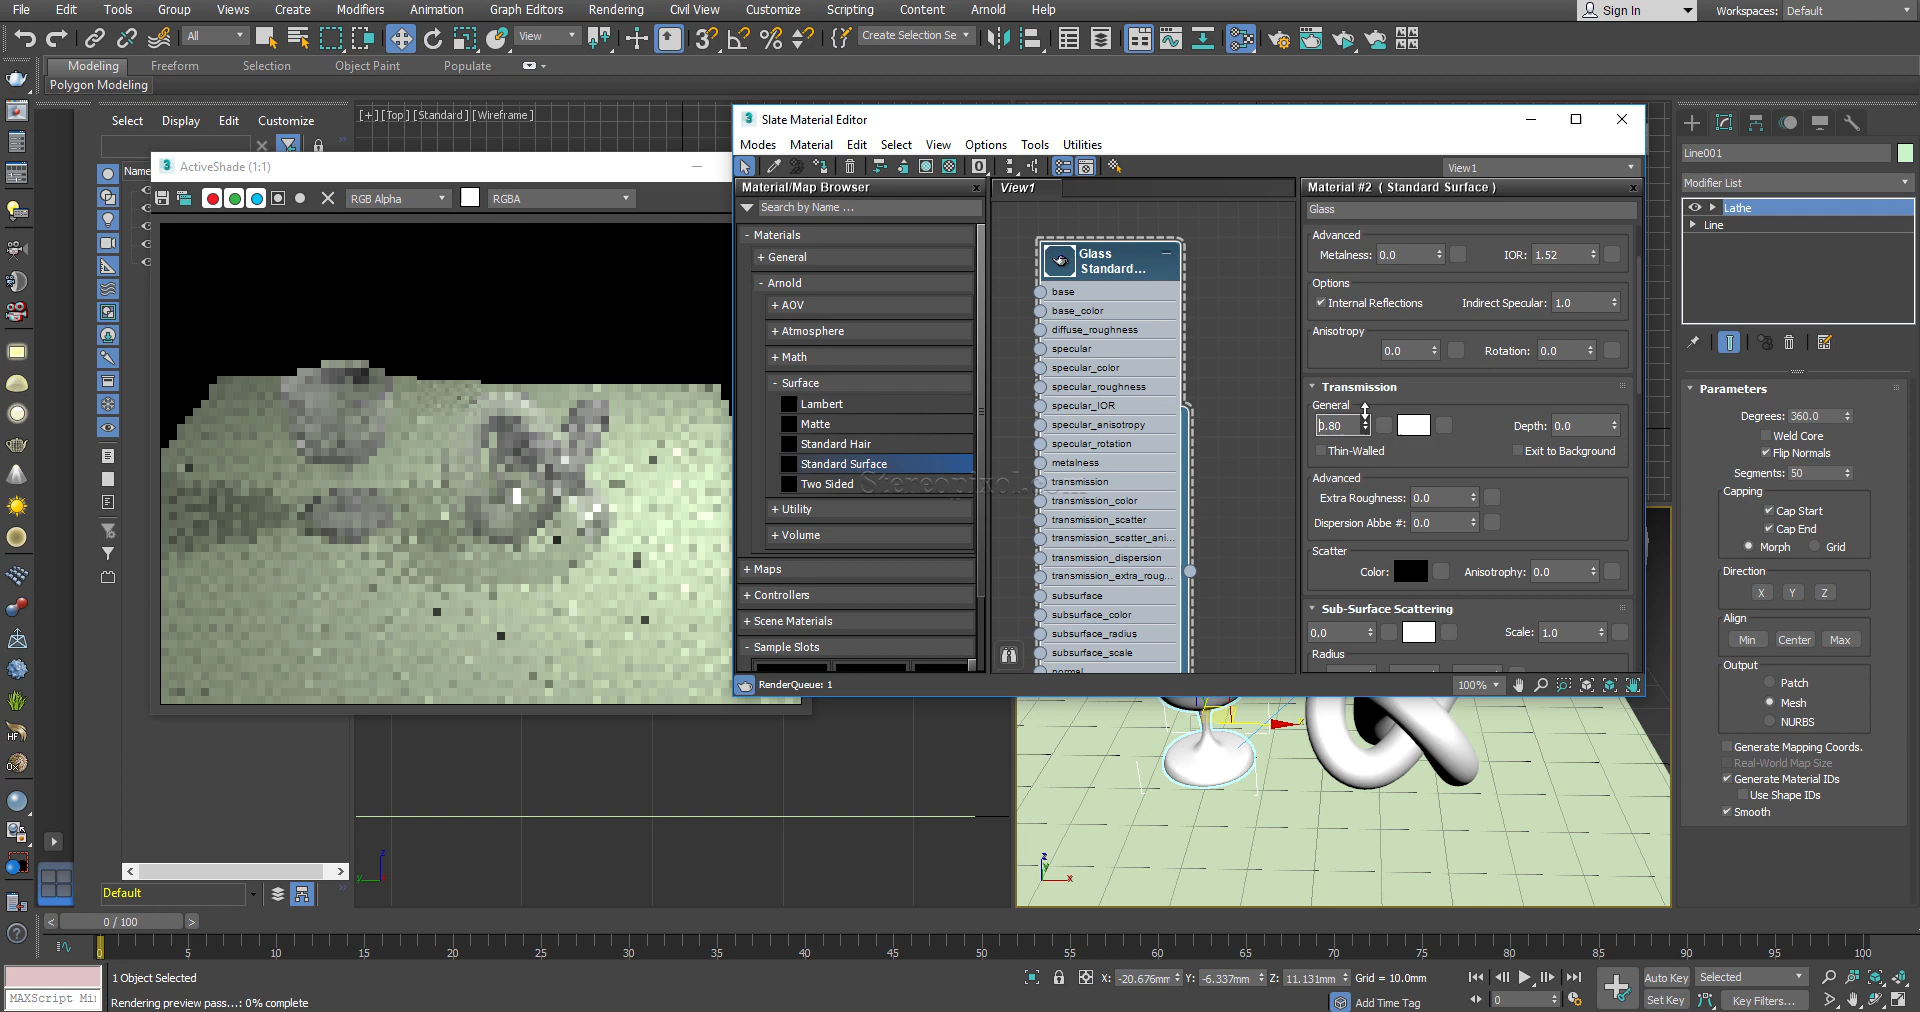 File Edit Tools Group Views Create Modifiers Animation Graph Editors Rendering Civil View Customize Scripting Content Arnold Help Sign In Workspaces: Default
All View Create Selection Se
Modeling Freeform Selection Object Paint Populate
Polygon Modeling
Select Display Edit Customize
Name
[+] [Top] [Standard] [Wireframe]
ActiveShade (1:1)
RGB Alpha RGBA
Slate Material Editor
Modes Material Edit Select View Options Tools Utilities
View1
Material/Map Browser
Search by Name ...
- Materials
+ General
- Arnold
+ AOV
+ Atmosphere
+ Math
- Surface
Lambert
Matte
Standard Hair
Standard Surface
Two Sided
+ Utility
+ Volume
+ Maps
+ Controllers
+ Scene Materials
- Sample Slots
RenderQueue: 1
View1
Glass
Standard...
base
base_color
diffuse_roughness
specular
specular_color
specular_roughness
specular_IOR
specular_anisotropy
specular_rotation
metalness
transmission
transmission_color
transmission_scatter
transmission_scatter_ani...
transmission_dispersion
transmission_extra_roug...
subsurface
subsurface_color
subsurface_radius
subsurface_scale
normal
Stereopixol.com
Material #2 ( Standard Surface )
Glass
Advanced
Metalness: 0.0 IOR: 1.52
Options
Internal Reflections Indirect Specular: 1.0
Anisotropy
0.0 Rotation: 0.0
Transmission
General
0.80 Depth: 0.0
Thin-Walled Exit to Background
Advanced
Extra Roughness: 0.0
Dispersion Abbe #: 0.0
Scatter
Color: Anisotrophy: 0.0
Sub-Surface Scattering
0.0 Scale: 1.0
Radius
100%
Line001
Modifier List
Lathe
Line
Parameters
Degrees: 360.0
Weld Core
Flip Normals
Segments: 50
Capping
Cap Start
Cap End
Morph Grid
Direction
X Y Z
Align
Min Center Max
Output
Patch
Mesh
NURBS
Generate Mapping Coords.
Real-World Map Size
Generate Material IDs
Use Shape IDs
Smooth
z
y
x
z
y
Default
0 / 100
0 5 10 15 20 25 30 35 40 45 50 55 60 65 70 75 80 85 90 95 100
1 Object Selected
X: -20.676mm Y: -6.337mm Z: 11.131mm Grid = 10.0mm
Auto Key Selected
MAXScript Mi
Rendering preview pass...: 0% complete
Add Time Tag
0
Set Key Key Filters...